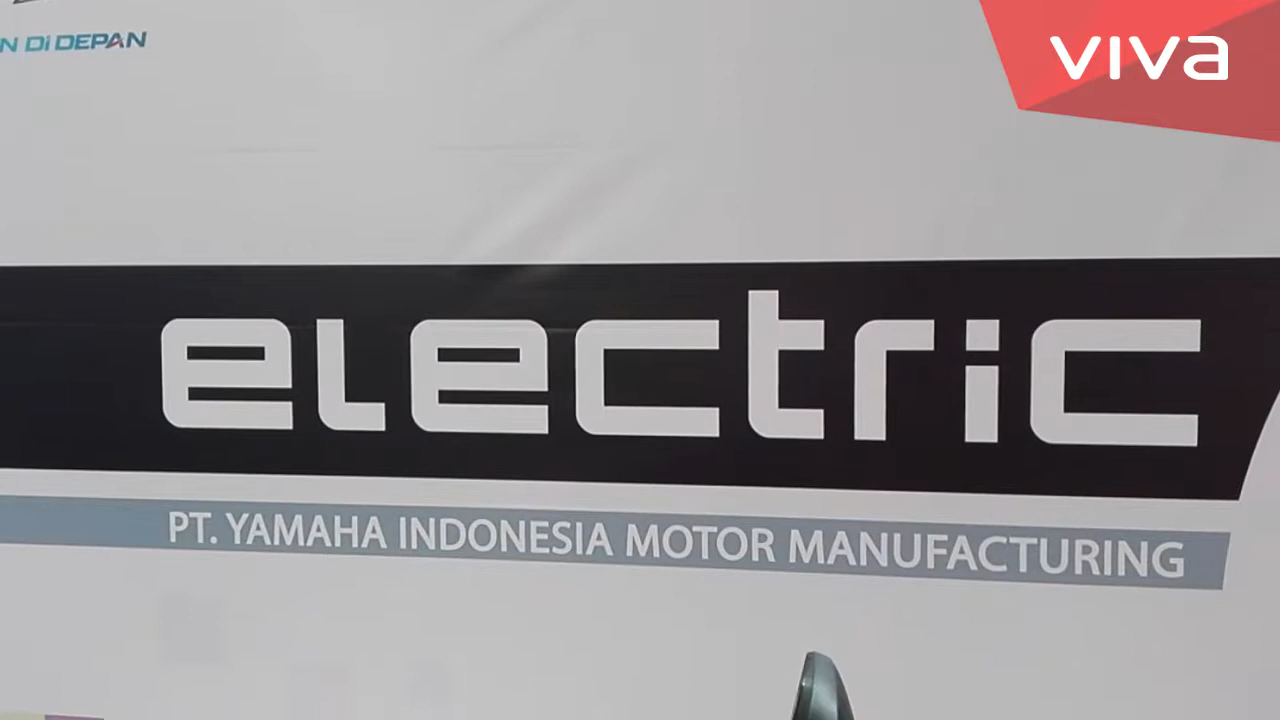 Di DEPAN
VIVA
electric
PT. YAMAHA INDONESIA MOTOR MANUFACTURING